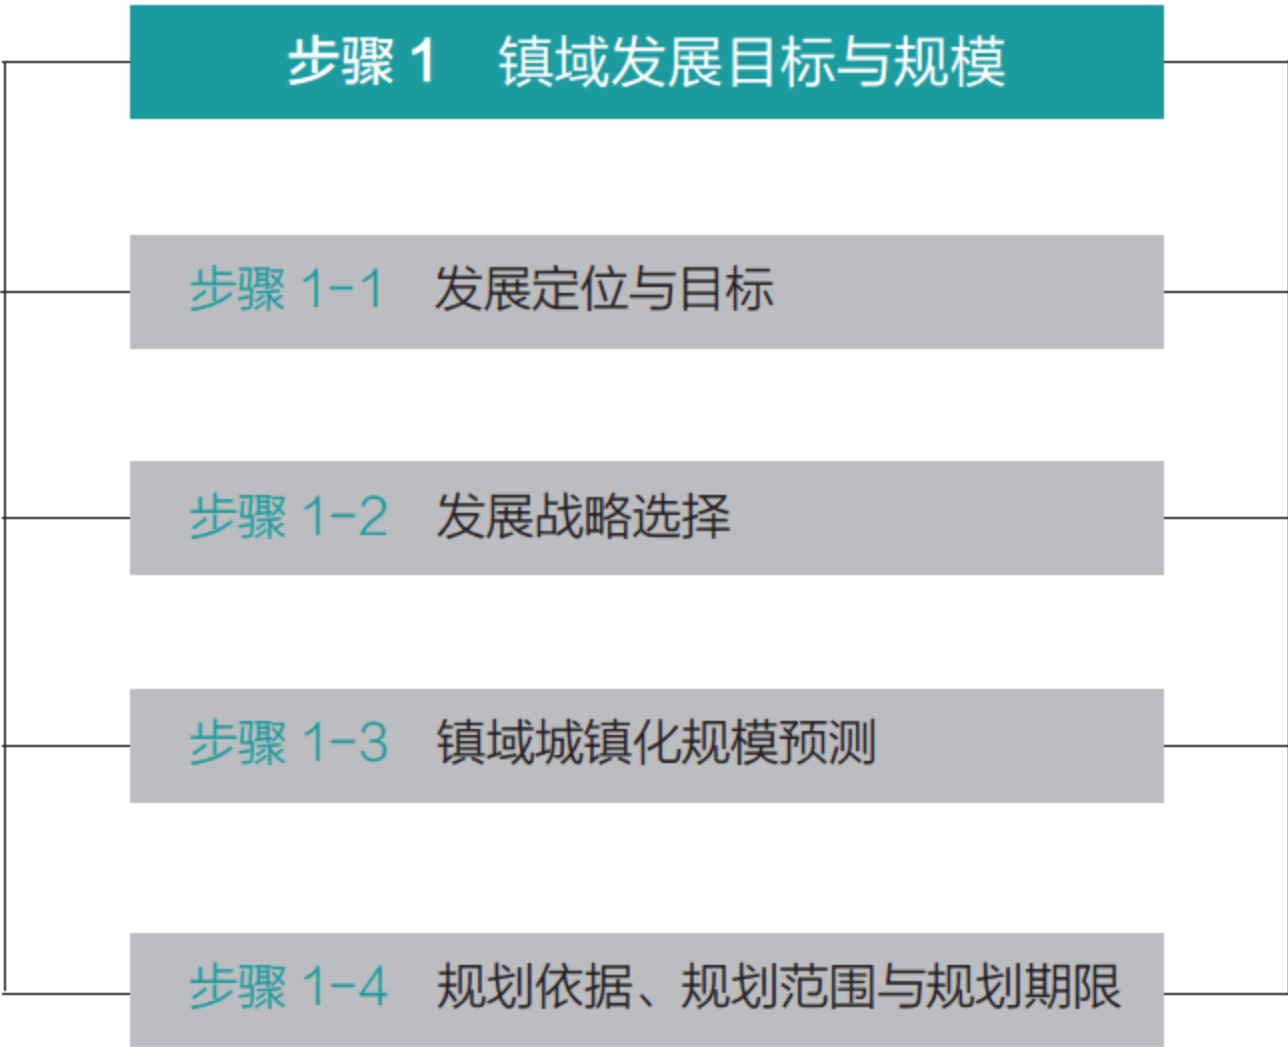 步骤 1 镇域发展目标与规模
步骤 1-1 发展定位与目标
步骤 1-2 发展战略选择
步骤 1-3 镇域城镇化规模预测
步骤 1-4 规划依据、规划范围与规划期限